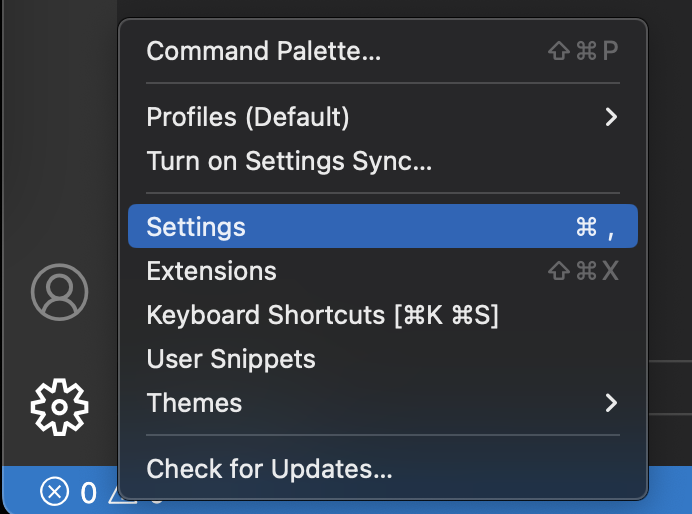 Command Palette... ⇧⌘P
Profiles (Default)
Turn on Settings Sync...
Settings ⌘ ,
Extensions ⇧⌘X
Keyboard Shortcuts [⌘K ⌘S]
User Snippets
Themes
Check for Updates...
0